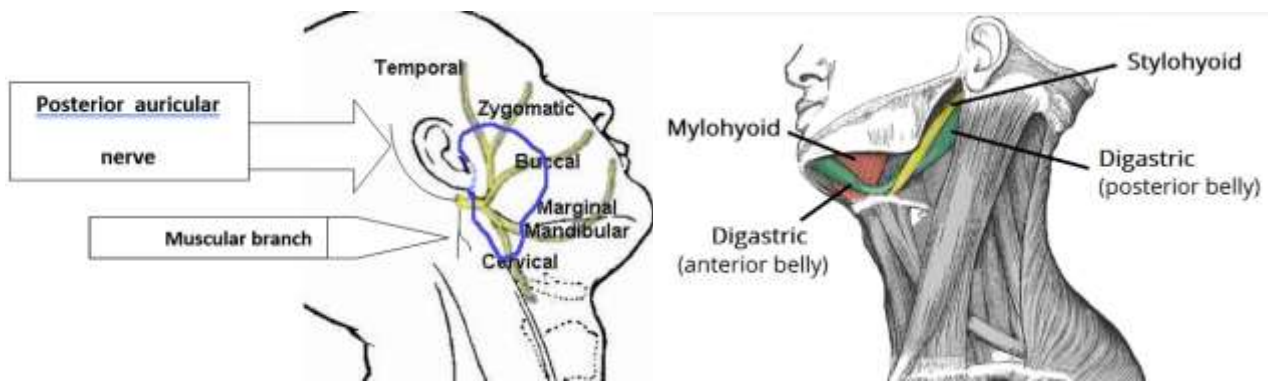 Posterior auricular
nerve
Muscular branch
Temporal
Zygomatic
Buccal
Marginal
Mandibular
Cervical
Stylohyoid
Mylohyoid
Digastric
(posterior belly)
Digastric
(anterior belly)